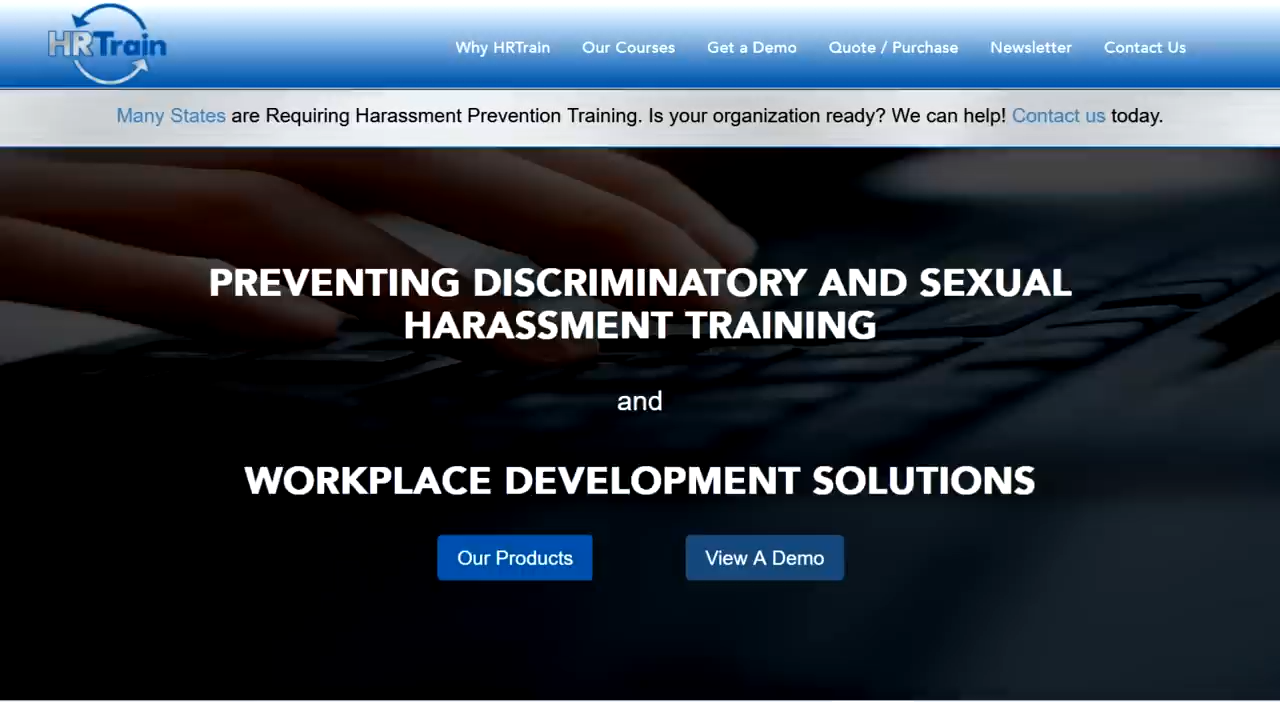 HRTrain
Why HRTrain
Our Courses
Get a Demo
Quote / Purchase
Newsletter
Contact Us
Many States are Requiring Harassment Prevention Training. Is your organization ready? We can help! Contact us today.
PREVENTING DISCRIMINATORY AND SEXUAL
HARASSMENT TRAINING
and
WORKPLACE DEVELOPMENT SOLUTIONS
Our Products
View A Demo